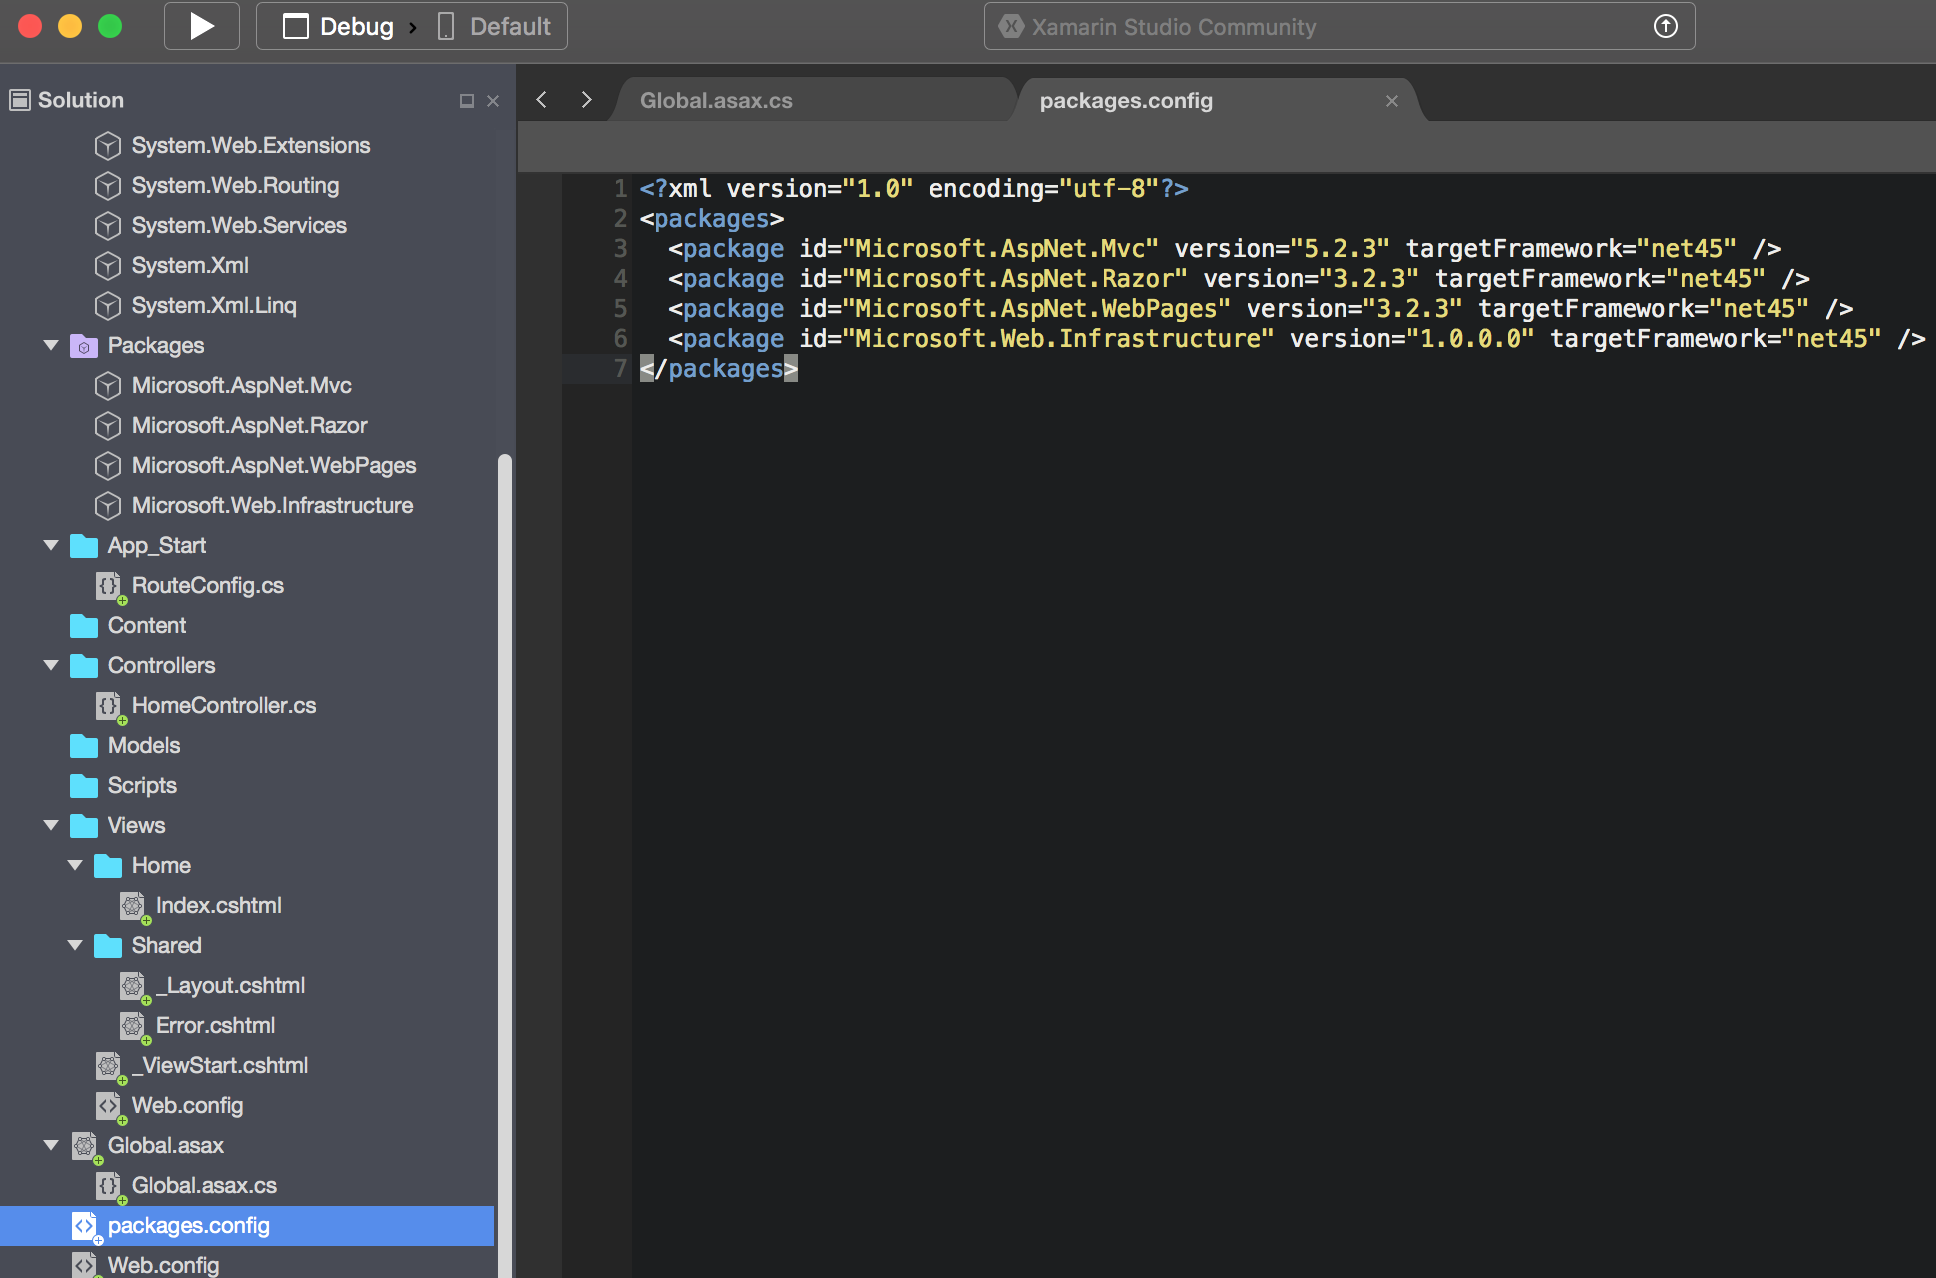 Debug › Default
Xamarin Studio Community
Solution
System.Web.Extensions
System.Web.Routing
System.Web.Services
System.Xml
System.Xml.Linq
Packages
Microsoft.AspNet.Mvc
Microsoft.AspNet.Razor
Microsoft.AspNet.WebPages
Microsoft.Web.Infrastructure
App_Start
RouteConfig.cs
Content
Controllers
HomeController.cs
Models
Scripts
Views
Home
Index.cshtml
Shared
_Layout.cshtml
Error.cshtml
_ViewStart.cshtml
Web.config
Global.asax
Global.asax.cs
packages.config
Web.config
Global.asax.cs
packages.config
1 <?xml version="1.0" encoding="utf-8"?>
2 <packages>
3   <package id="Microsoft.AspNet.Mvc" version="5.2.3" targetFramework="net45" />
4   <package id="Microsoft.AspNet.Razor" version="3.2.3" targetFramework="net45" />
5   <package id="Microsoft.AspNet.WebPages" version="3.2.3" targetFramework="net45" />
6   <package id="Microsoft.Web.Infrastructure" version="1.0.0.0" targetFramework="net45" />
7 </packages>